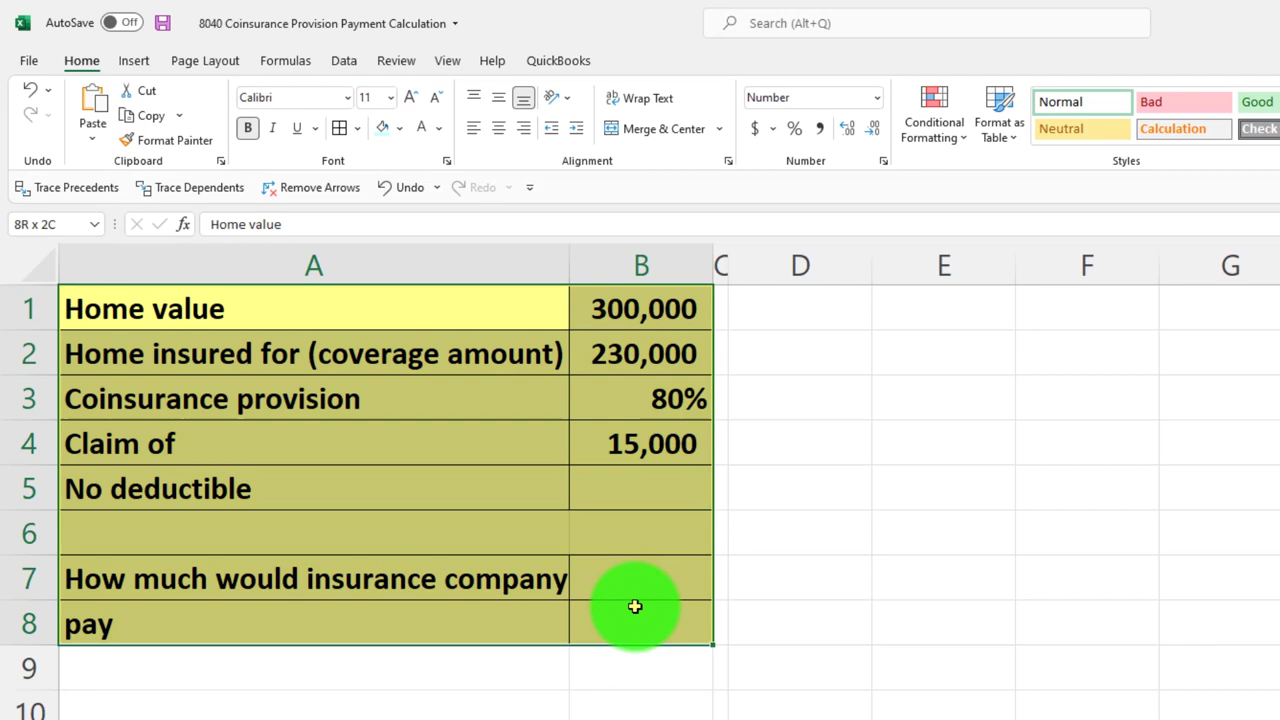 AutoSave Off 8040 Coinsurance Provision Payment Calculation Search (Alt+Q)
File Home Insert Page Layout Formulas Data Review View Help QuickBooks
Paste Cut Copy Format Painter
Calibri 11
B I U A
Wrap Text
Merge & Center
Number
$ %
Conditional Formatting
Format as Table
Normal Bad Good
Neutral Calculation Check
Undo Clipboard Font Alignment Number Styles
Trace Precedents Trace Dependents Remove Arrows Undo Redo
8R x 2C fx Home value
A B C D E F G
1 Home value 300,000
2 Home insured for (coverage amount) 230,000
3 Coinsurance provision 80%
4 Claim of 15,000
5 No deductible
6
7 How much would insurance company
8 pay
9
10